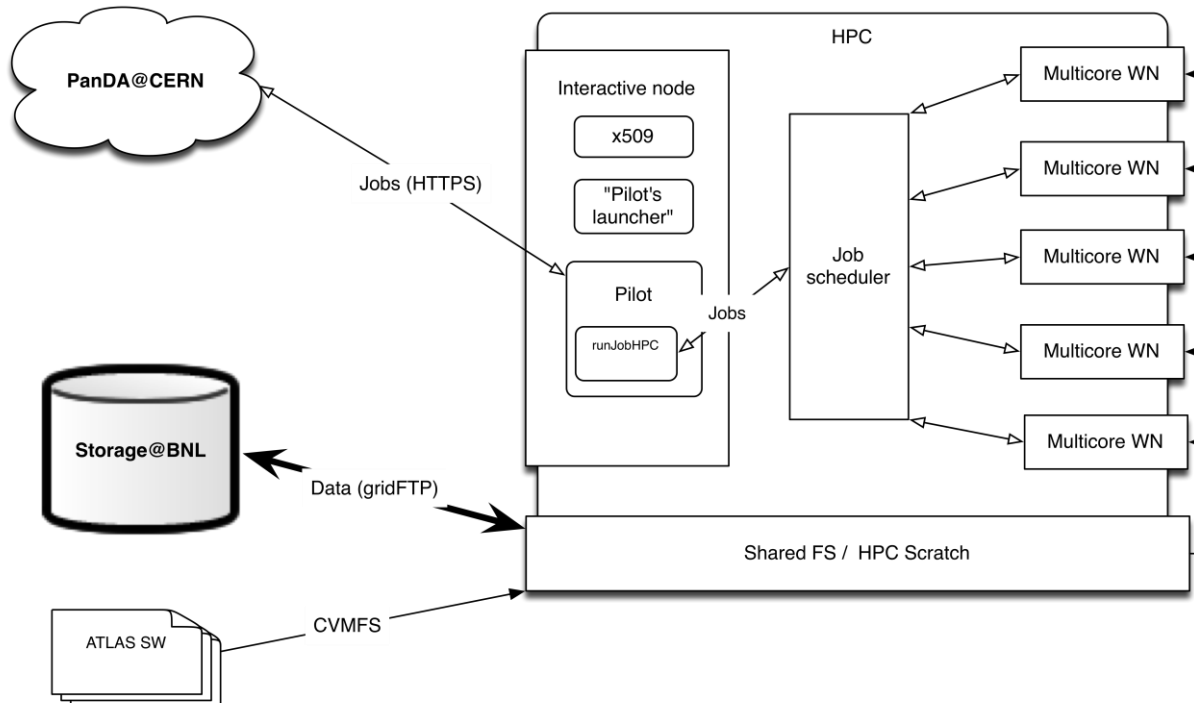 HPC
PanDA@CERN
Interactive node
x509
"Pilot's
launcher"
Jobs (HTTPS)
Pilot
runJobHPC
Jobs
Job
scheduler
Multicore WN
Multicore WN
Multicore WN
Multicore WN
Multicore WN
Storage@BNL
Data (gridFTP)
Shared FS / HPC Scratch
CVMFS
ATLAS SW